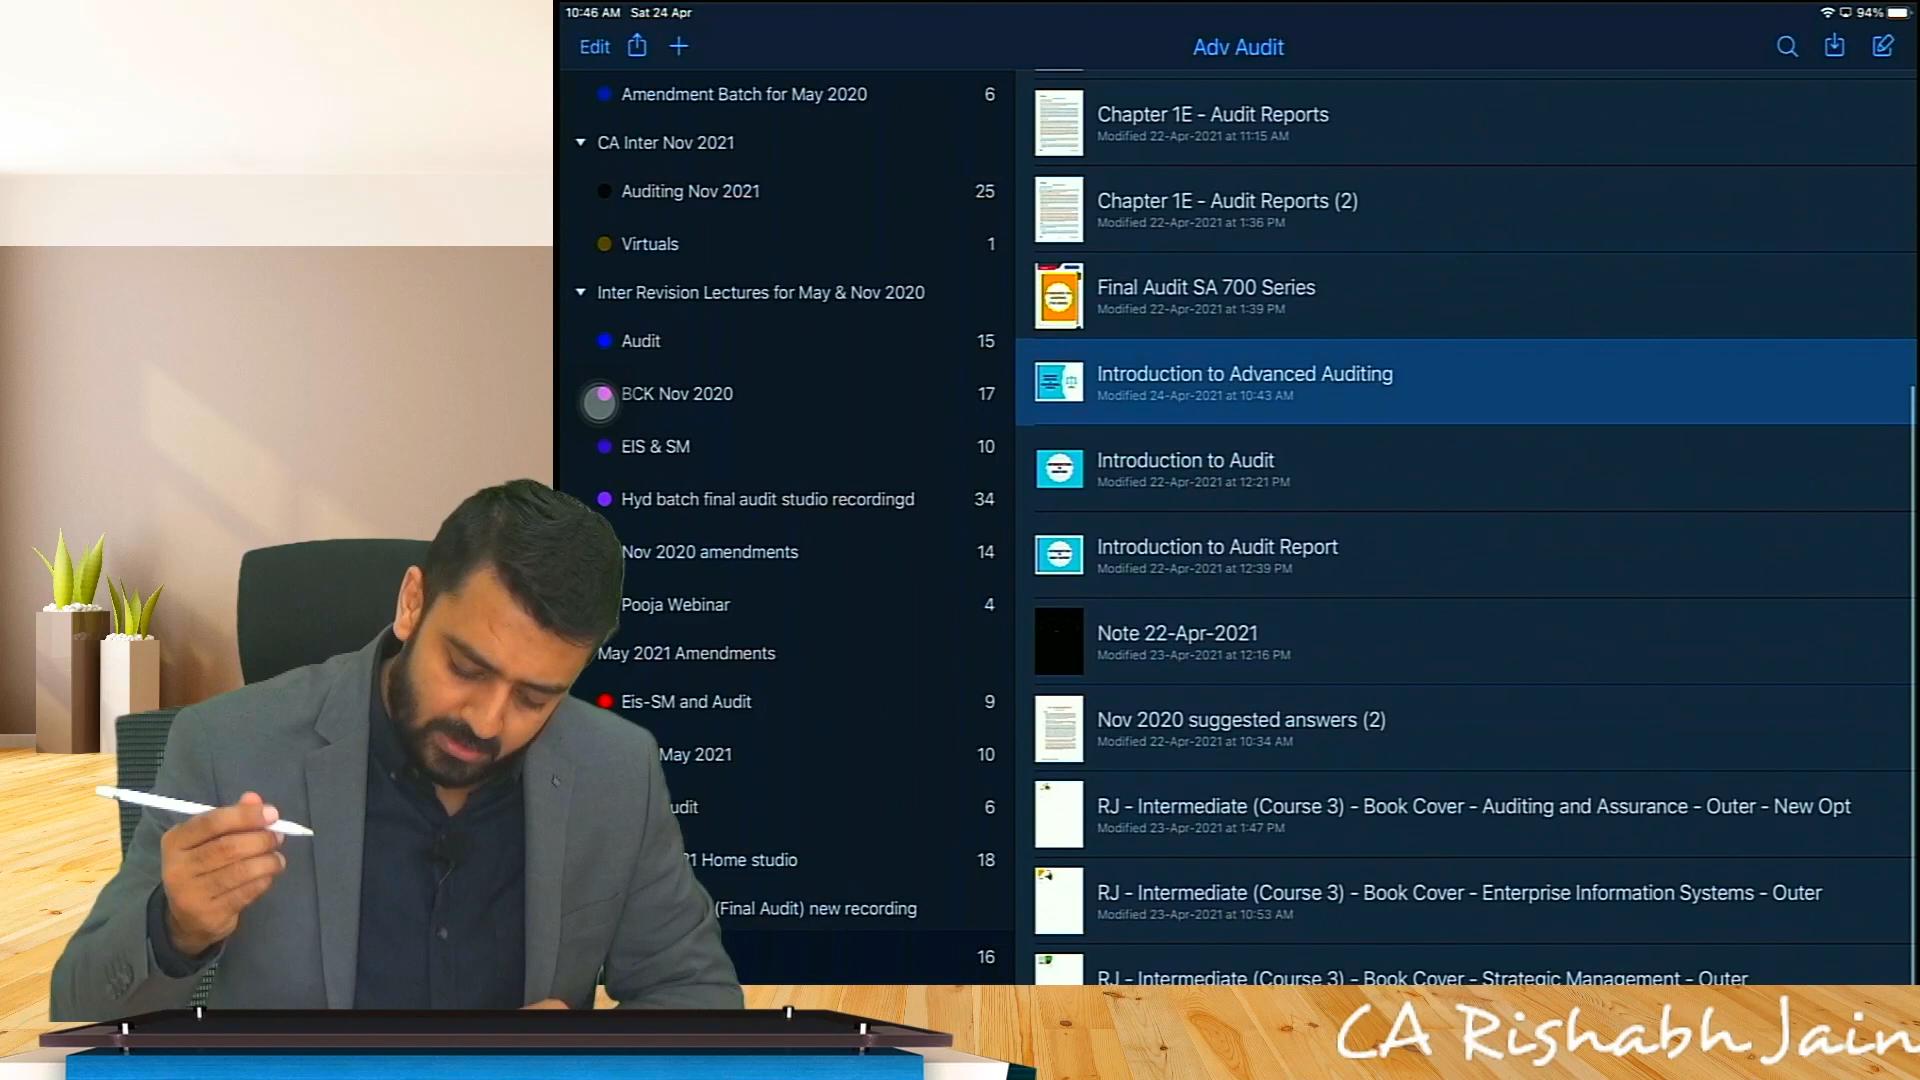 10:46 AM Sat 24 Apr
94%
Edit
Adv Audit
Amendment Batch for May 2020 6
CA Inter Nov 2021
Auditing Nov 2021 25
Virtuals 1
Inter Revision Lectures for May & Nov 2020
Audit 15
BCK Nov 2020 17
EIS & SM 10
Hyd batch final audit studio recordingd 34
Nov 2020 amendments 14
Pooja Webinar 4
May 2021 Amendments
Eis-SM and Audit 9
May 2021 10
udit 6
21 Home studio 18
(Final Audit) new recording
16
Chapter 1E - Audit Reports
Modified 22-Apr-2021 at 11:15 AM
Chapter 1E - Audit Reports (2)
Modified 22-Apr-2021 at 1:36 PM
Final Audit SA 700 Series
Modified 22-Apr-2021 at 1:39 PM
Introduction to Advanced Auditing
Modified 24-Apr-2021 at 10:43 AM
Introduction to Audit
Modified 22-Apr-2021 at 12:21 PM
Introduction to Audit Report
Modified 22-Apr-2021 at 12:39 PM
Note 22-Apr-2021
Modified 23-Apr-2021 at 12:16 PM
Nov 2020 suggested answers (2)
Modified 22-Apr-2021 at 10:34 AM
RJ - Intermediate (Course 3) - Book Cover - Auditing and Assurance - Outer - New Opt
Modified 23-Apr-2021 at 1:47 PM
RJ - Intermediate (Course 3) - Book Cover - Enterprise Information Systems - Outer
Modified 23-Apr-2021 at 10:53 AM
RJ - Intermediate (Course 3) - Book Cover - Strategic Management - Outer
CA Rishabh Jain